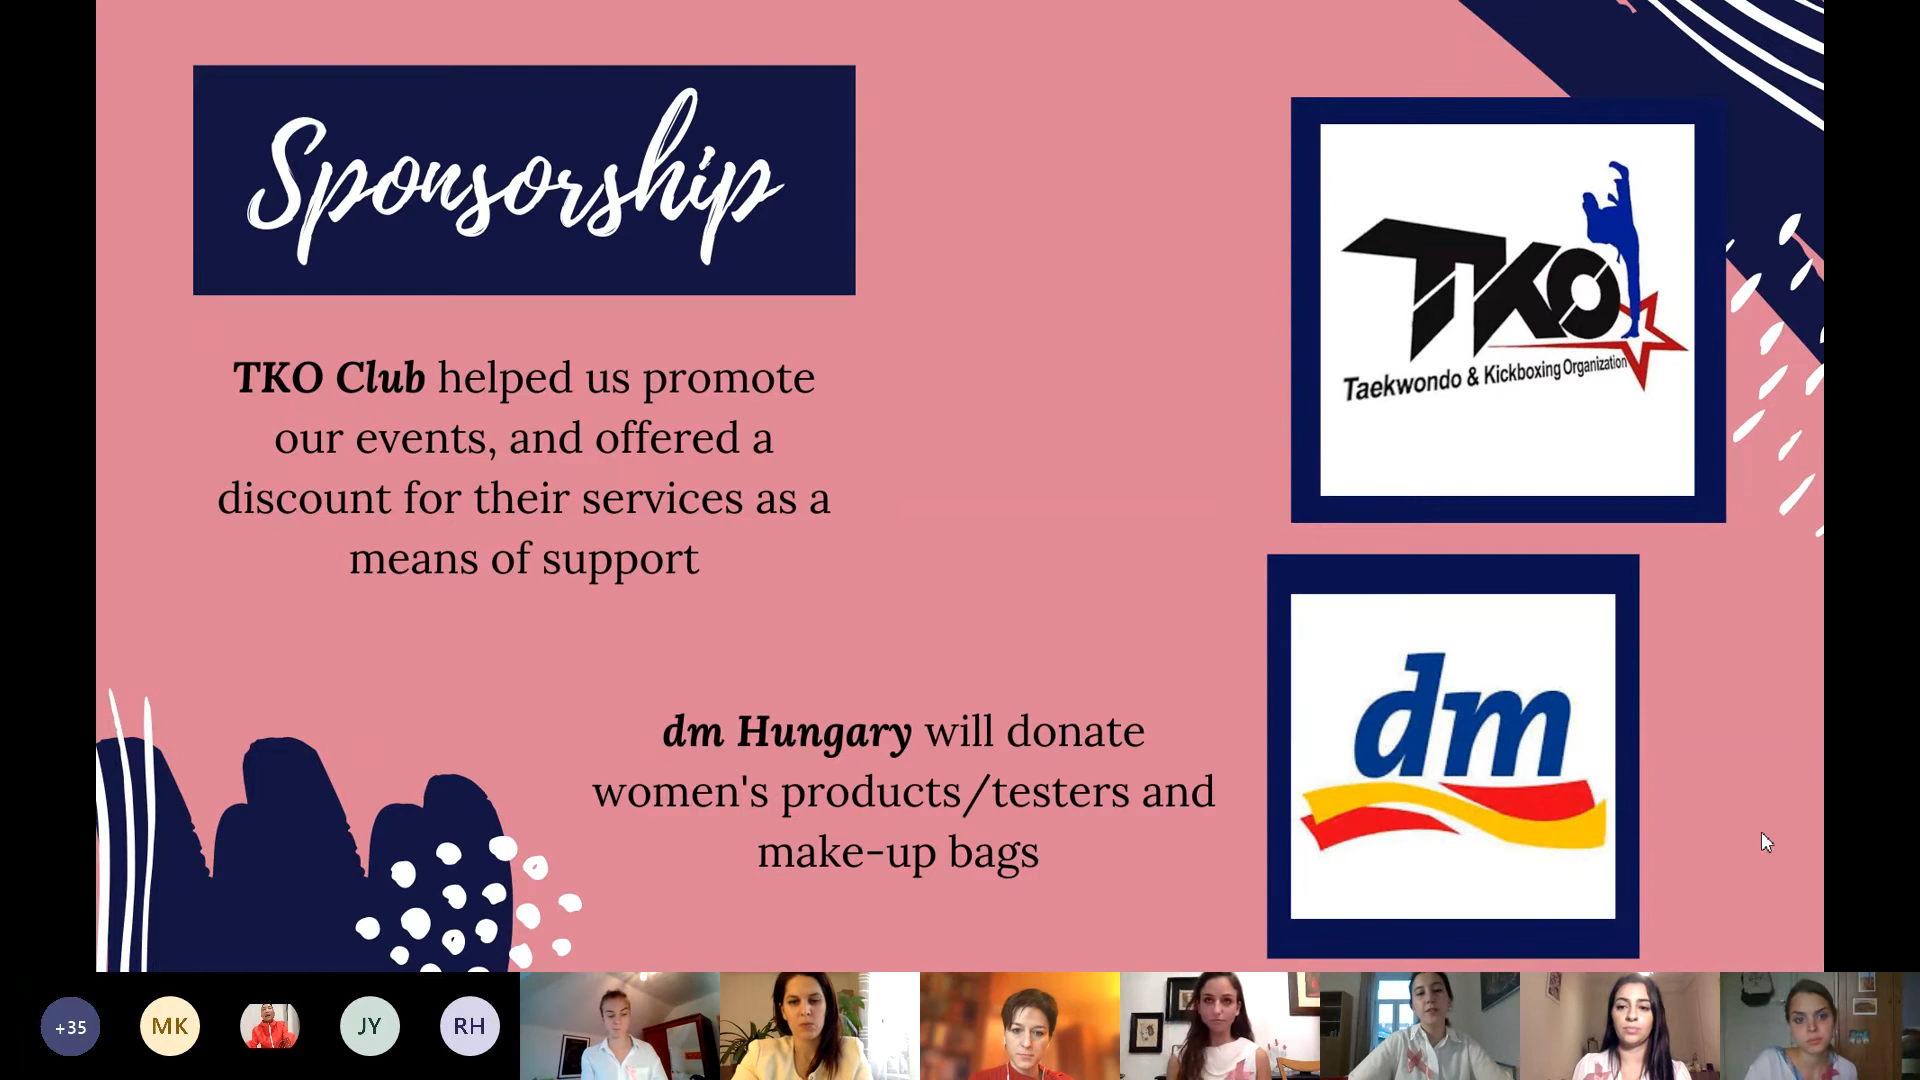 Sponsorship
TKO Club helped us promote
our events, and offered a
discount for their services as a
means of support
TKO
Taekwondo & Kickboxing Organization
dm Hungary will donate
women's products/testers and
make-up bags
dm
+35
MK
JY
RH